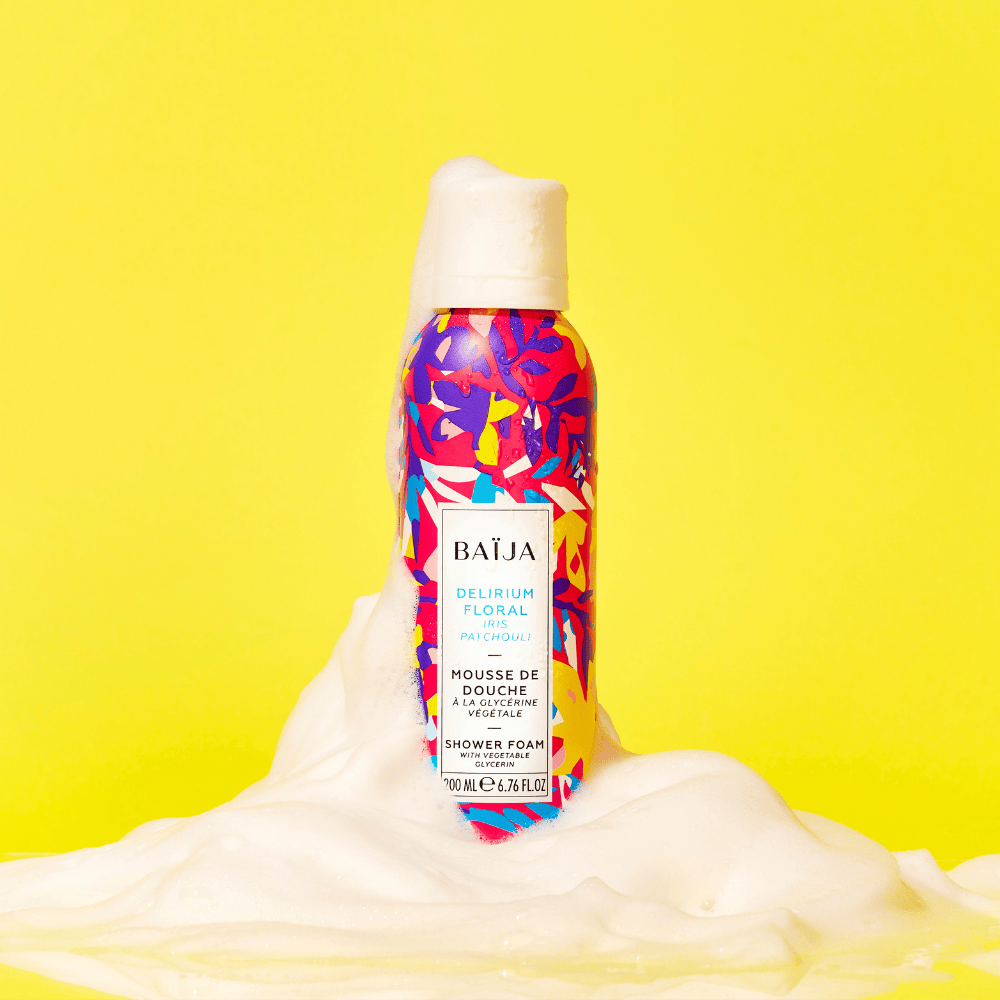 BAÏJA
DELIRIUM
FLORAL
IRIS
PATCHOULI
MOUSSE DE
DOUCHE
À LA GLYCÉRINE
VÉGÉTALE
SHOWER FOAM
WITH VEGETABLE
GLYCERIN
200 ML ℮ 6.76 FL.OZ